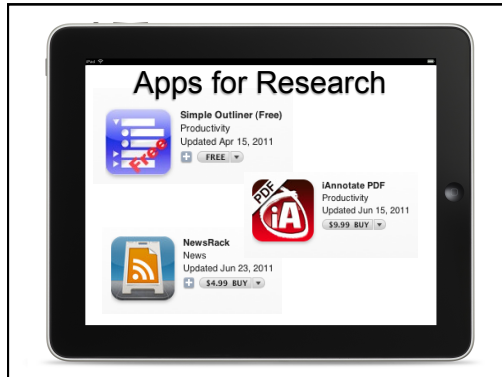 iPad
Apps for Research
Simple Outliner (Free)
Productivity
Updated Apr 15, 2011
FREE
Free
iAnnotate PDF
Productivity
Updated Jun 15, 2011
$9.99 BUY
PDF
iA
NewsRack
News
Updated Jun 23, 2011
$4.99 BUY